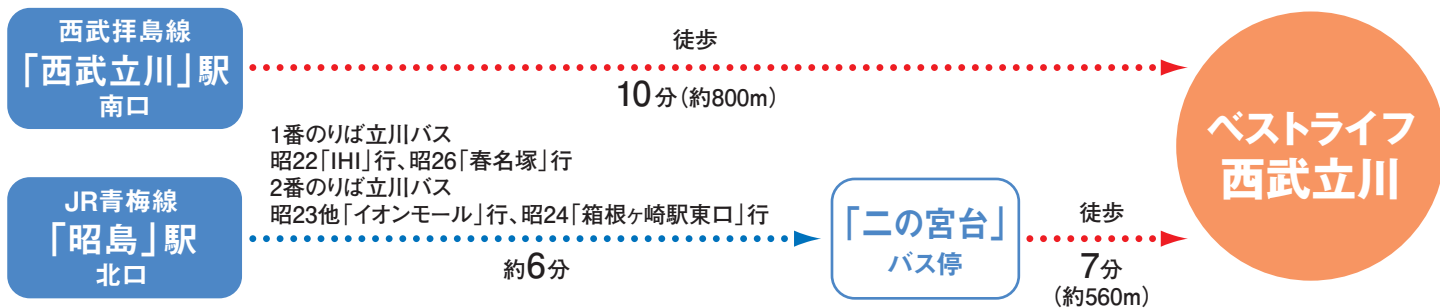 西武拝島線
「西武立川」駅
南口
徒歩
10分（約800m）
JR青梅線
「昭島」駅
北口
1番のりば立川バス
昭22「IHI」行、昭26「春名塚」行
2番のりば立川バス
昭23他「イオンモール」行、昭24「箱根ヶ崎駅東口」行
約6分
「二の宮台」
バス停
徒歩
7分
（約560m）
ベストライフ
西武立川